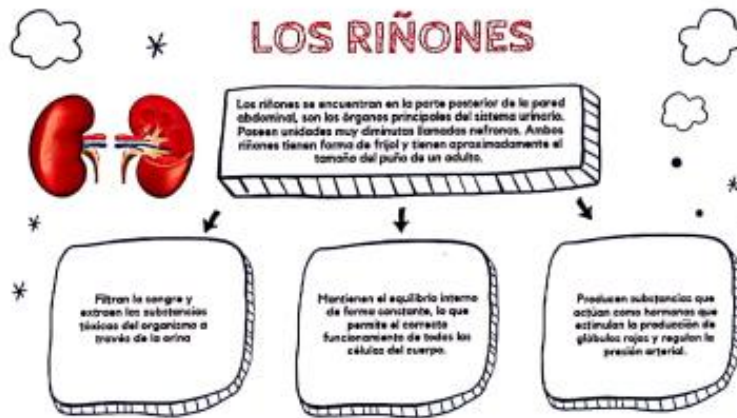 LOS RIÑONES
Los riñones se encuentran en la parte posterior de la pared
abdominal, son los órganos principales del sistema urinario.
Poseen unidades muy diminutas llamadas nefronas. Ambos
riñones tienen forma de frijol y tienen aproximadamente el
tamaño del puño de un adulto.
Filtran la sangre y
extraen las substancias
tóxicas del organismo a
través de la orina
Mantienen el equilibrio interno
de forma constante, lo que
permite el correcto
funcionamiento de todas las
células del cuerpo.
Producen substancias que
actúan como hormonas que
estimulan la producción de
glóbulos rojos y regulan la
presión arterial.